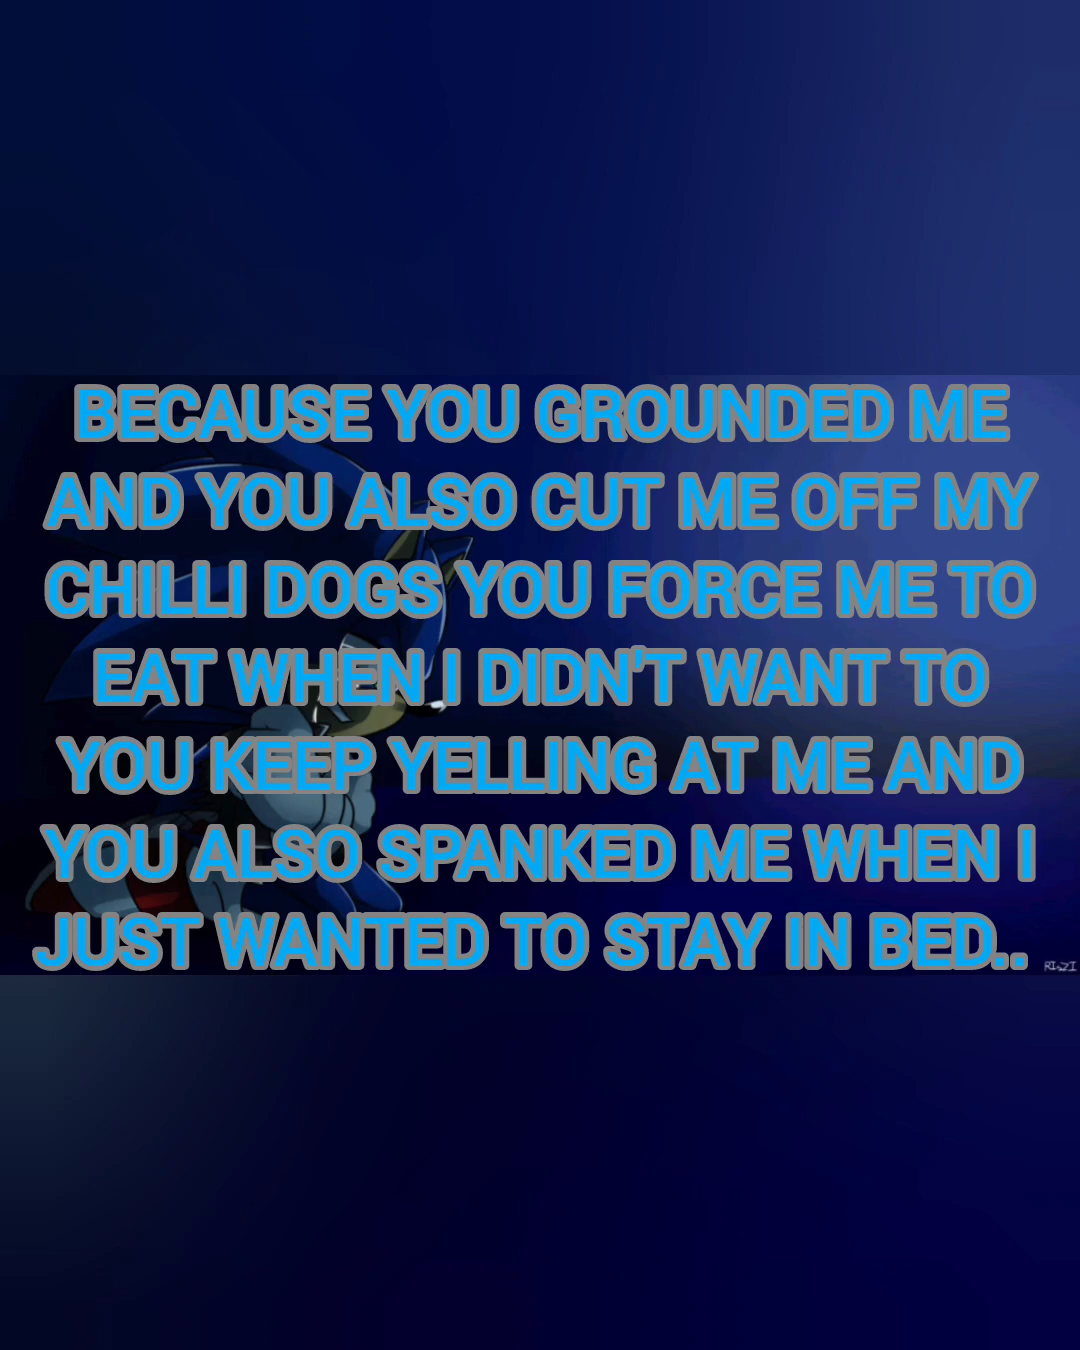 BECAUSE YOU GROUNDED ME
AND YOU ALSO CUT ME OFF MY
CHILLI DOGS YOU FORCE ME TO
EAT WHEN I DIDN'T WANT TO
YOU KEEP YELLING AT ME AND
YOU ALSO SPANKED ME WHEN I
JUST WANTED TO STAY IN BED..